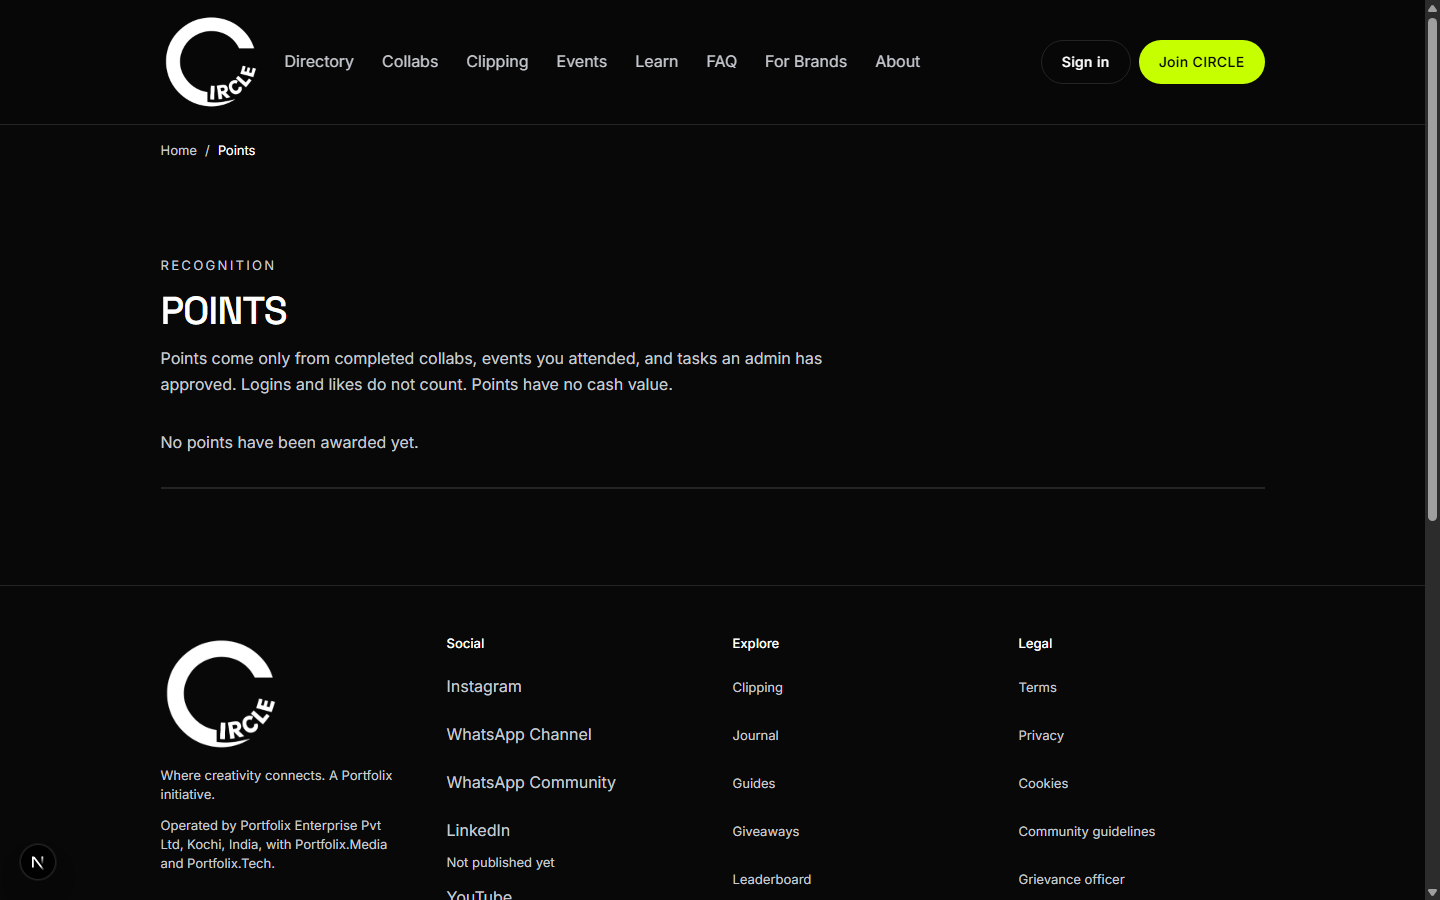 CIRCLE
Directory
Collabs
Clipping
Events
Learn
FAQ
For Brands
About
Sign in
Join CIRCLE
Home / Points
RECOGNITION
POINTS
Points come only from completed collabs, events you attended, and tasks an admin has
approved. Logins and likes do not count. Points have no cash value.
No points have been awarded yet.
CIRCLE
Where creativity connects. A Portfolix
initiative.
Operated by Portfolix Enterprise Pvt
Ltd, Kochi, India, with Portfolix.Media
and Portfolix.Tech.
Social
Instagram
WhatsApp Channel
WhatsApp Community
LinkedIn
Not published yet
YouTube
Explore
Clipping
Journal
Guides
Giveaways
Leaderboard
Legal
Terms
Privacy
Cookies
Community guidelines
Grievance officer
N